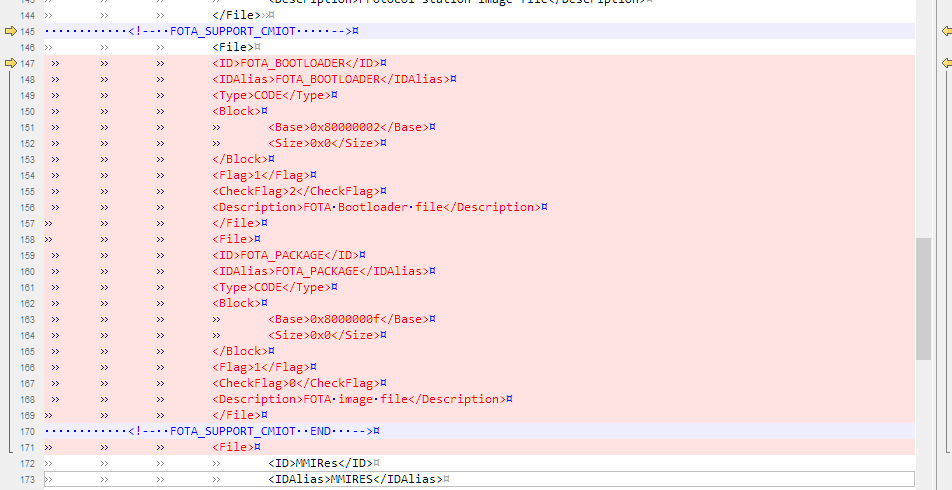 <Description>Protocol station image file</Description>
144 </File>
145 <!-- FOTA_SUPPORT_CMIOT -->
146 <File>
147 <ID>FOTA_BOOTLOADER</ID>
148 <IDAlias>FOTA_BOOTLOADER</IDAlias>
149 <Type>CODE</Type>
150 <Block>
151 <Base>0x80000002</Base>
152 <Size>0x0</Size>
153 </Block>
154 <Flag>1</Flag>
155 <CheckFlag>2</CheckFlag>
156 <Description>FOTA Bootloader file</Description>
157 </File>
158 <File>
159 <ID>FOTA_PACKAGE</ID>
160 <IDAlias>FOTA_PACKAGE</IDAlias>
161 <Type>CODE</Type>
162 <Block>
163 <Base>0x8000000f</Base>
164 <Size>0x0</Size>
165 </Block>
166 <Flag>1</Flag>
167 <CheckFlag>0</CheckFlag>
168 <Description>FOTA image file</Description>
169 </File>
170 <!-- FOTA_SUPPORT_CMIOT END -->
171 <File>
172 <ID>MMIRes</ID>
173 <IDAlias>MMIRES</IDAlias>